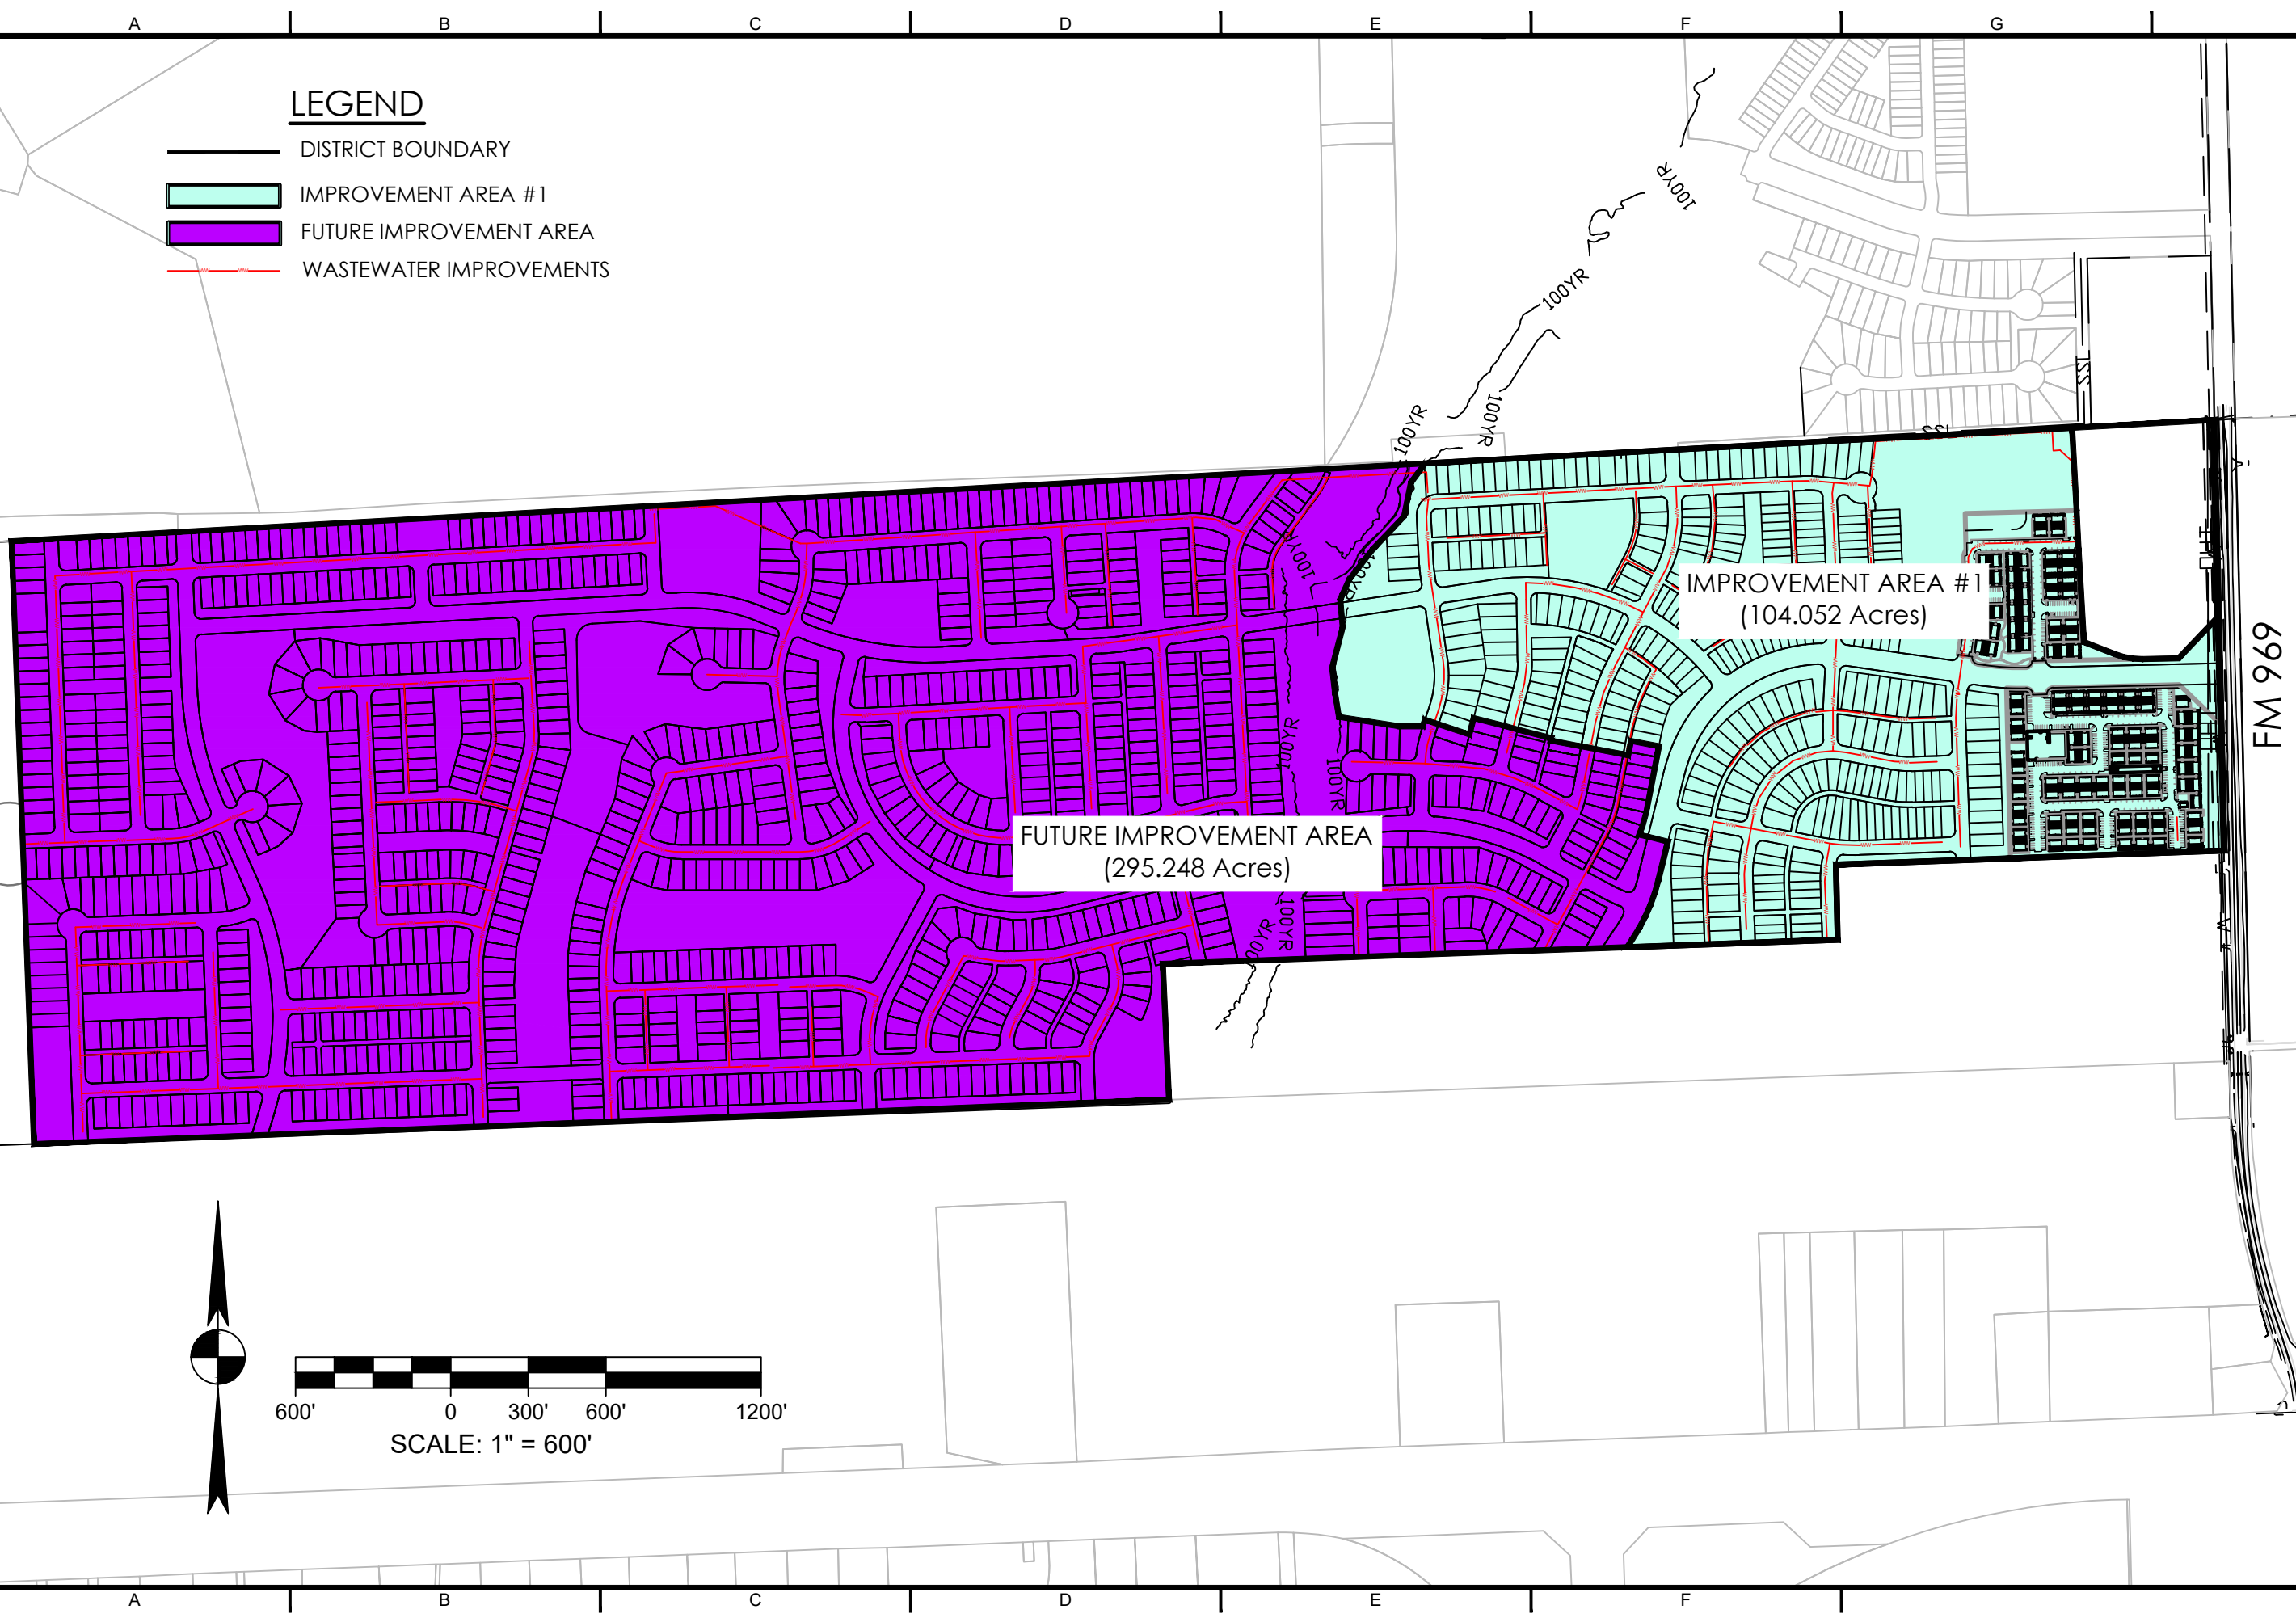 A B C D E F G
LEGEND
DISTRICT BOUNDARY
IMPROVEMENT AREA #1
FUTURE IMPROVEMENT AREA
WASTEWATER IMPROVEMENTS
100YR
100YR
100YR
100YR
100YR
100YR
100YR
100YR
IMPROVEMENT AREA #1
(104.052 Acres)
FM 969
FUTURE IMPROVEMENT AREA
(295.248 Acres)
600' 0 300' 600' 1200'
SCALE: 1" = 600'
A B C D E F